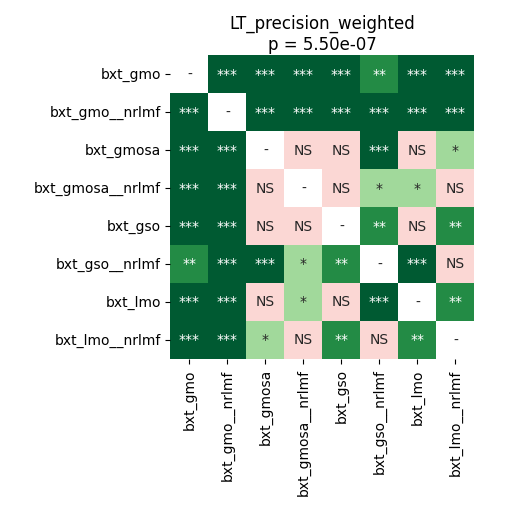 LT_precision_weighted
p = 5.50e-07
bxt_gmo - *** *** *** *** ** *** ***
bxt_gmo__nrlmf *** - *** *** *** *** *** ***
bxt_gmosa *** *** - NS NS *** NS *
bxt_gmosa__nrlmf *** *** NS - NS * * NS
bxt_gso *** *** NS NS - ** NS **
bxt_gso__nrlmf ** *** *** * ** - *** NS
bxt_lmo *** *** NS * NS *** - **
bxt_lmo__nrlmf *** *** * NS ** NS ** -
bxt_gmo
bxt_gmo__nrlmf
bxt_gmosa
bxt_gmosa__nrlmf
bxt_gso
bxt_gso__nrlmf
bxt_lmo
bxt_lmo__nrlmf